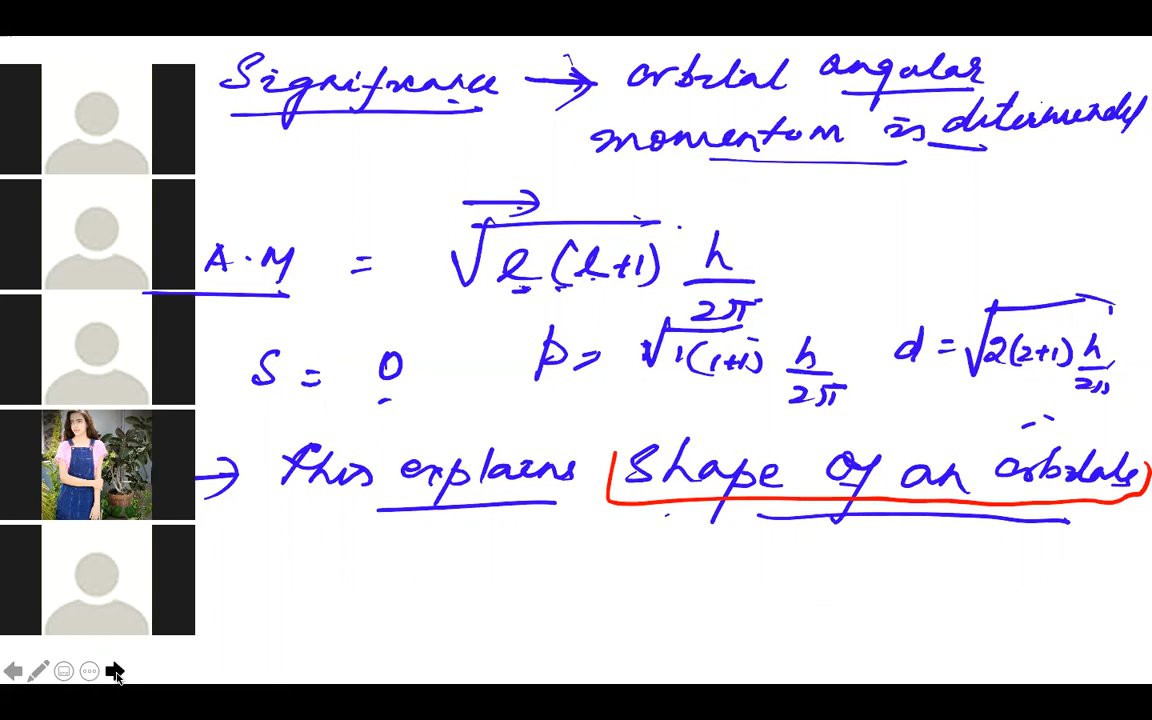 Significance → orbital angular
momentum is determined
A.M = √l(l+1) h/2π
S = 0 p = √1(1+1) h/2π d = √2(2+1) h/2π
→ this explains shape of an orbitals